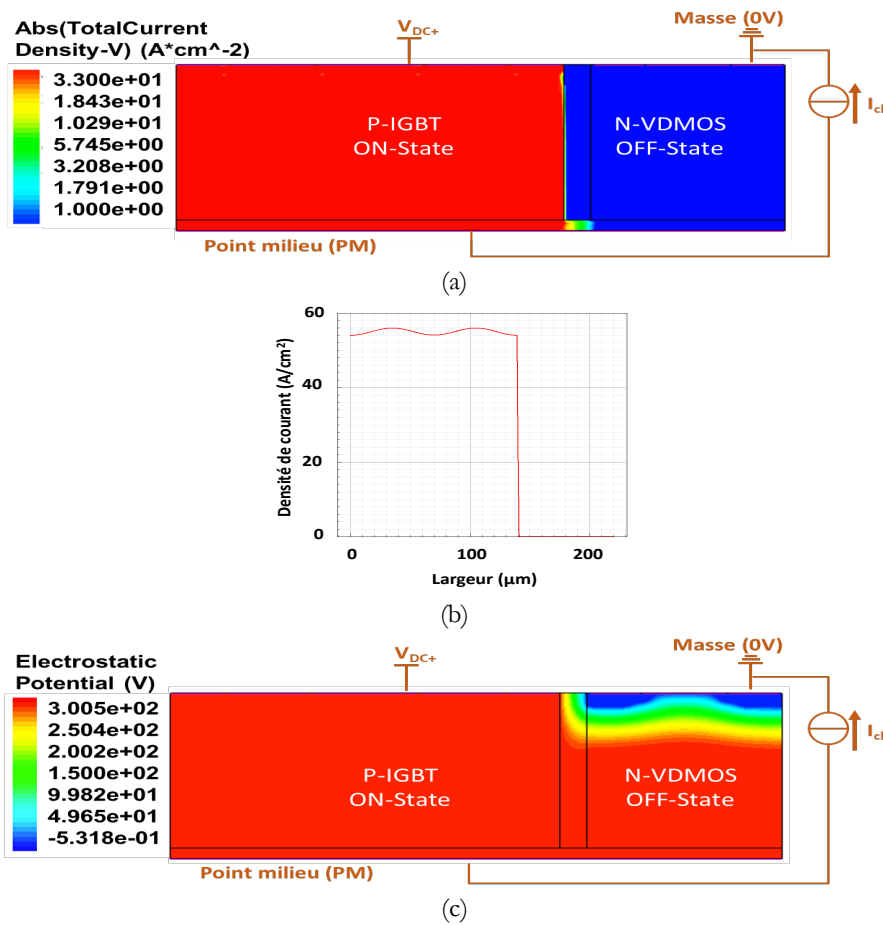 Abs(TotalCurrent
Density-V) (A*cm^-2)
3.300e+01
1.843e+01
1.029e+01
5.745e+00
3.208e+00
1.791e+00
1.000e+00
VDC+
Masse (0V)
P-IGBT
ON-State
N-VDMOS
OFF-State
Icl
Point milieu (PM)
(a)
Densité de courant (A/cm²)
60
40
20
0
0 100 200
Largeur (µm)
(b)
Electrostatic
Potential (V)
3.005e+02
2.504e+02
2.002e+02
1.500e+02
9.982e+01
4.965e+01
-5.318e-01
VDC+
Masse (0V)
P-IGBT
ON-State
N-VDMOS
OFF-State
Icl
Point milieu (PM)
(c)